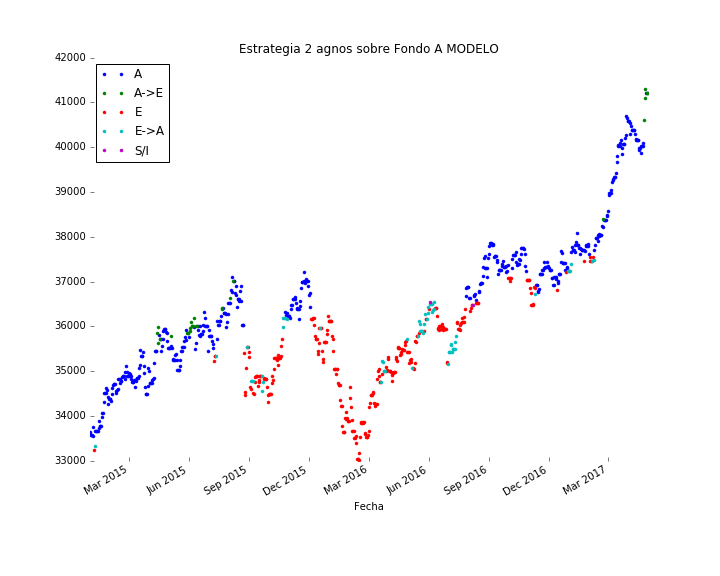 Estrategia 2 agnos sobre Fondo A MODELO
42000
41000
40000
39000
38000
37000
36000
35000
34000
33000
A
A->E
E
E->A
S/I
Mar 2015
Jun 2015
Sep 2015
Dec 2015
Mar 2016
Jun 2016
Sep 2016
Dec 2016
Mar 2017
Fecha